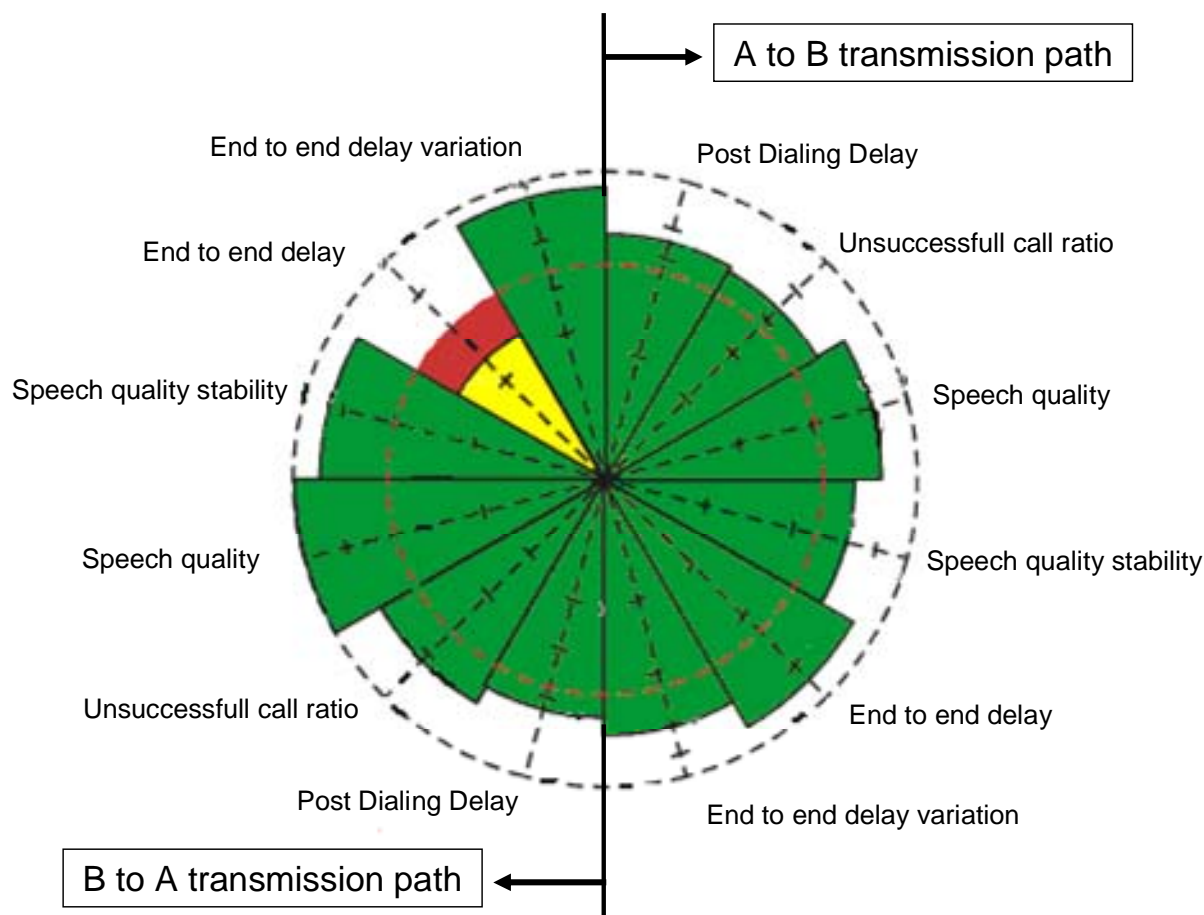 A to B transmission path
End to end delay variation
Post Dialing Delay
End to end delay
Unsuccessfull call ratio
Speech quality stability
Speech quality
Speech quality
Speech quality stability
Unsuccessfull call ratio
End to end delay
Post Dialing Delay
End to end delay variation
B to A transmission path